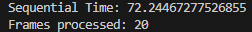 Sequential Time: 72.24467277526855
Frames processed: 20